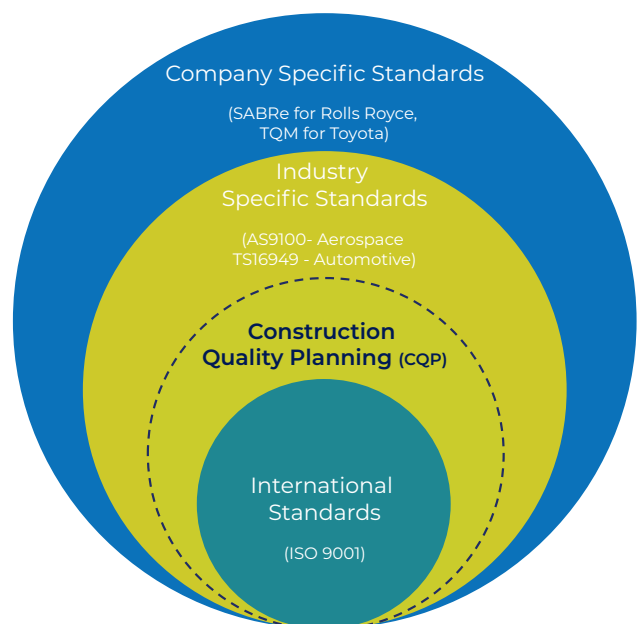 Company Specific Standards
(SABRe for Rolls Royce,
TQM for Toyota)
Industry
Specific Standards
(AS9100- Aerospace
TS16949 - Automotive)
Construction
Quality Planning (CQP)
International
Standards
(ISO 9001)